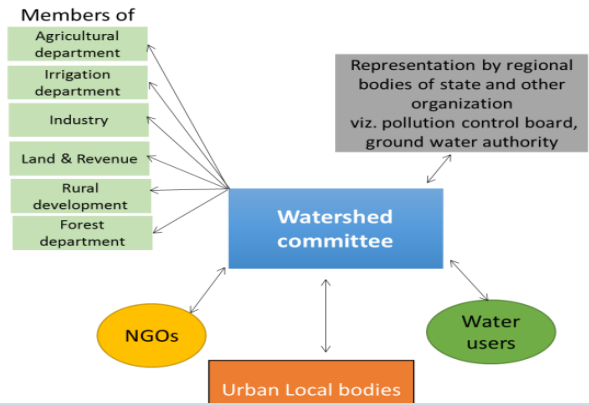 Members of
Agricultural
department
Irrigation
department
Industry
Land & Revenue
Rural
development
Forest
department
Representation by regional
bodies of state and other
organization
viz. pollution control board,
ground water authority
Watershed
committee
NGOs
Water
users
Urban Local bodies